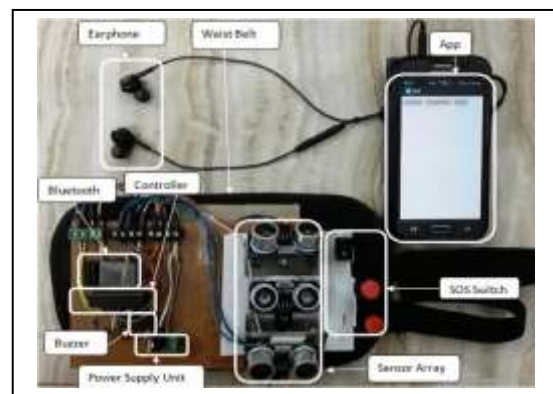 Earphone
Waist Belt
App
Bluetooth
Controller
SOS Switch
Buzzer
Power Supply Unit
Sensor Array